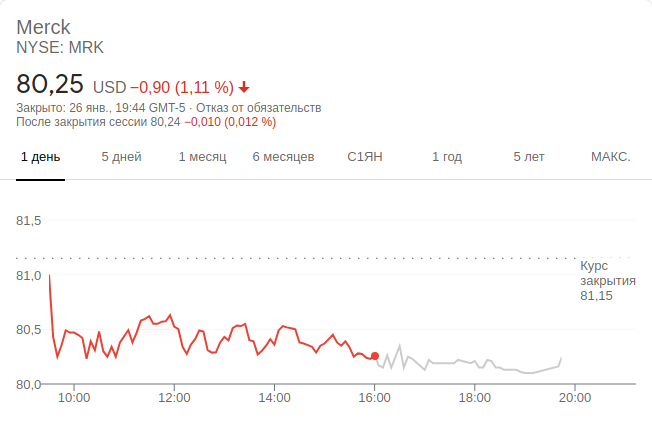 Merck
NYSE: MRK
80,25 USD −0,90 (1,11 %)
Закрыто: 26 янв., 19:44 GMT-5 · Отказ от обязательств
После закрытия сессии 80,24 −0,010 (0,012 %)
1 день 5 дней 1 месяц 6 месяцев С1ЯН 1 год 5 лет МАКС.
81,5
Курс
закрытия
81,15
81,0
80,5
80,0
10:00 12:00 14:00 16:00 18:00 20:00